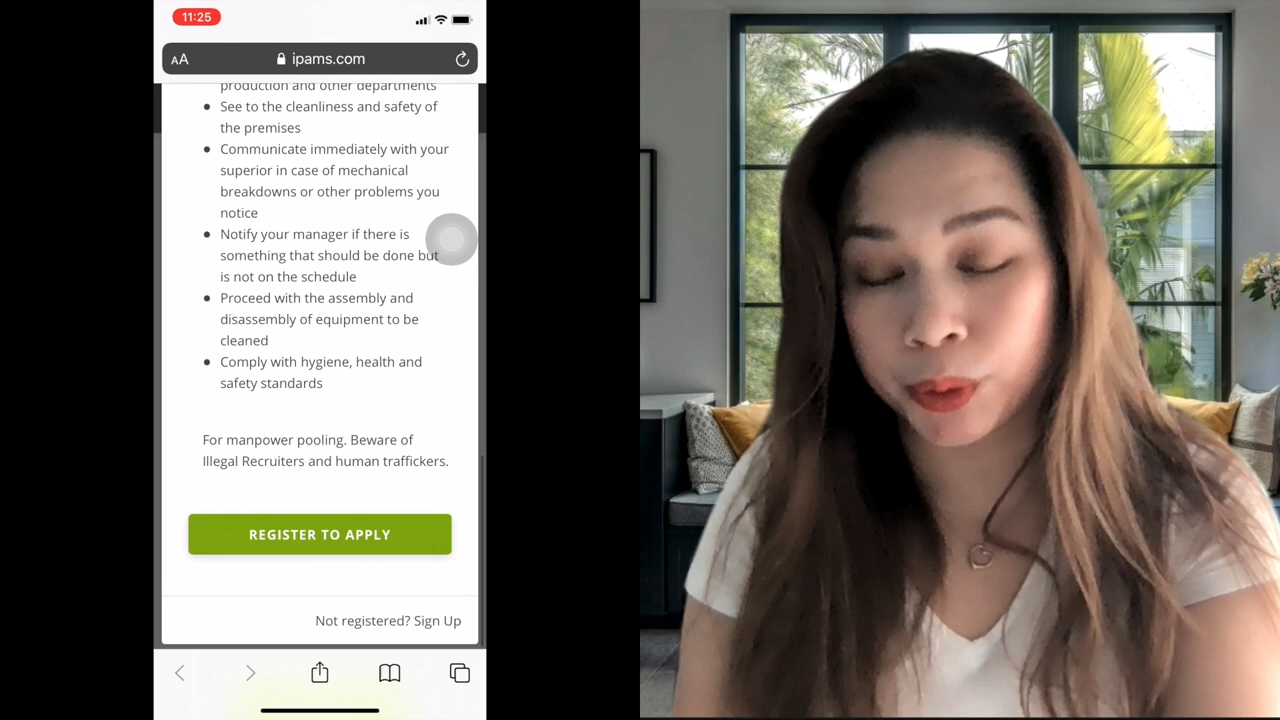 11:25
AA
ipams.com
production and other departments
See to the cleanliness and safety of
the premises
Communicate immediately with your
superior in case of mechanical
breakdowns or other problems you
notice
Notify your manager if there is
something that should be done but
is not on the schedule
Proceed with the assembly and
disassembly of equipment to be
cleaned
Comply with hygiene, health and
safety standards
For manpower pooling. Beware of
Illegal Recruiters and human traffickers.
REGISTER TO APPLY
Not registered? Sign Up